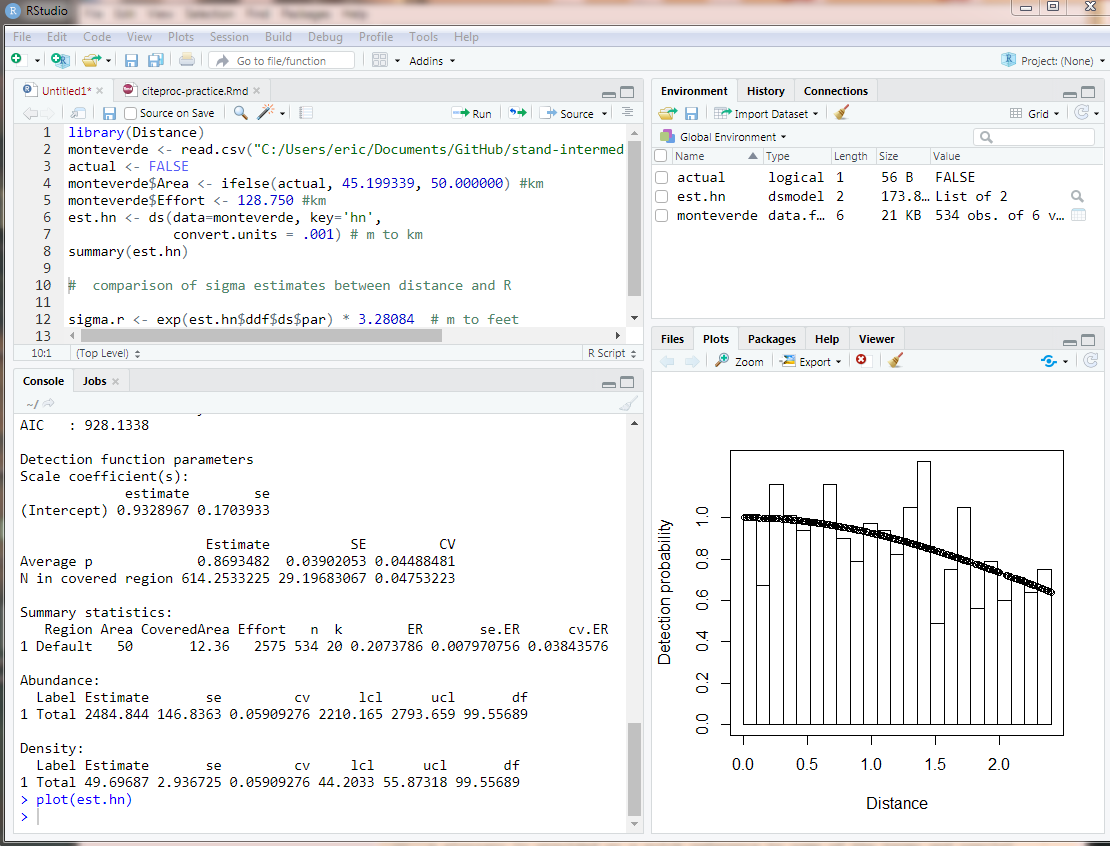 RStudio
File Edit Code View Plots Session Build Debug Profile Tools Help
Go to file/function Addins Project: (None)
Untitled1* citeproc-practice.Rmd
Source on Save Run Source
1 library(Distance)
2 monteverde <- read.csv("C:/Users/eric/Documents/GitHub/stand-intermed
3 actual <- FALSE
4 monteverde$Area <- ifelse(actual, 45.199339, 50.000000) #km
5 monteverde$Effort <- 128.750 #km
6 est.hn <- ds(data=monteverde, key='hn',
7 convert.units = .001) # m to km
8 summary(est.hn)
9
10 # comparison of sigma estimates between distance and R
11
12 sigma.r <- exp(est.hn$ddf$ds$par) * 3.28084 # m to feet
13
10:1 (Top Level) R Script
Console Jobs
~/
AIC : 928.1338
Detection function parameters
Scale coefficient(s):
estimate se
(Intercept) 0.9328967 0.1703933
Estimate SE CV
Average p 0.8693482 0.03902053 0.04488481
N in covered region 614.2533225 29.19683067 0.04753223
Summary statistics:
Region Area CoveredArea Effort n k ER se.ER cv.ER
1 Default 50 12.36 2575 534 20 0.2073786 0.007970756 0.03843576
Abundance:
Label Estimate se cv lcl ucl df
1 Total 2484.844 146.8363 0.05909276 2210.165 2793.659 99.55689
Density:
Label Estimate se cv lcl ucl df
1 Total 49.69687 2.936725 0.05909276 44.2033 55.87318 99.55689
> plot(est.hn)
>
Environment History Connections
Import Dataset Grid
Global Environment
Name Type Length Size Value
actual logical 1 56 B FALSE
est.hn dsmodel 2 173.8… List of 2
monteverde data.f… 6 21 KB 534 obs. of 6 v…
Files Plots Packages Help Viewer
Zoom Export
Detection probability
1.0
0.8
0.6
0.4
0.2
0.0
0.0 0.5 1.0 1.5 2.0
Distance